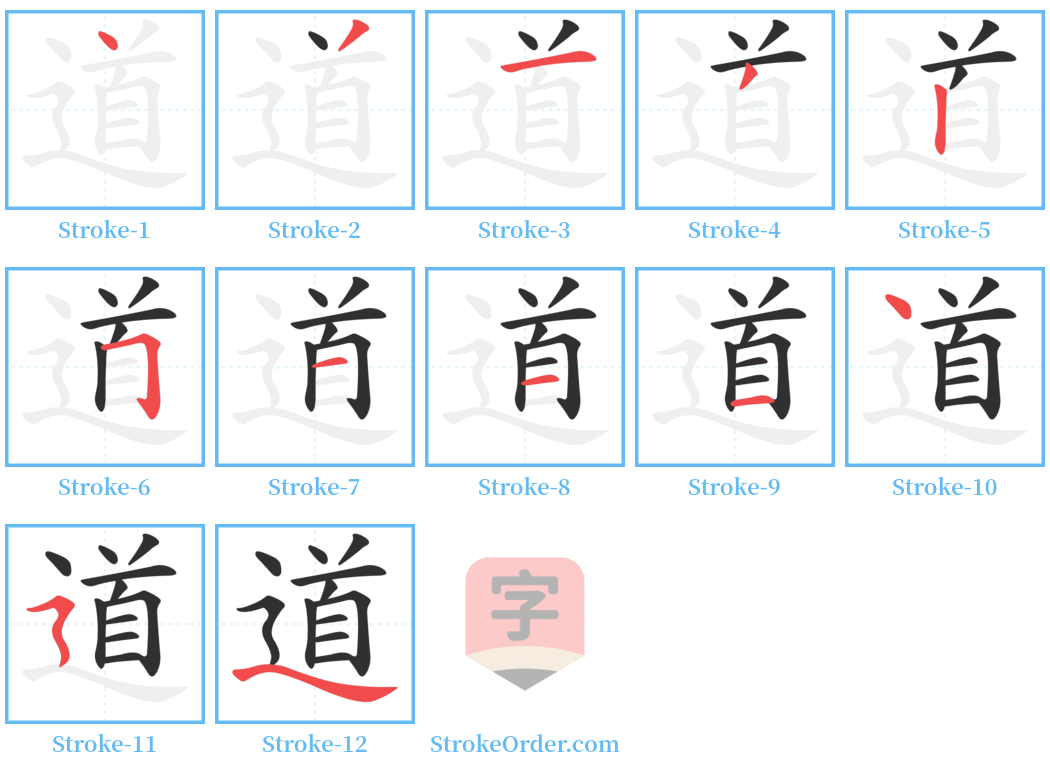 道 道 道 道 道
Stroke-1 Stroke-2 Stroke-3 Stroke-4 Stroke-5
道 道 道 道 道
Stroke-6 Stroke-7 Stroke-8 Stroke-9 Stroke-10
道 道 字
Stroke-11 Stroke-12 StrokeOrder.com